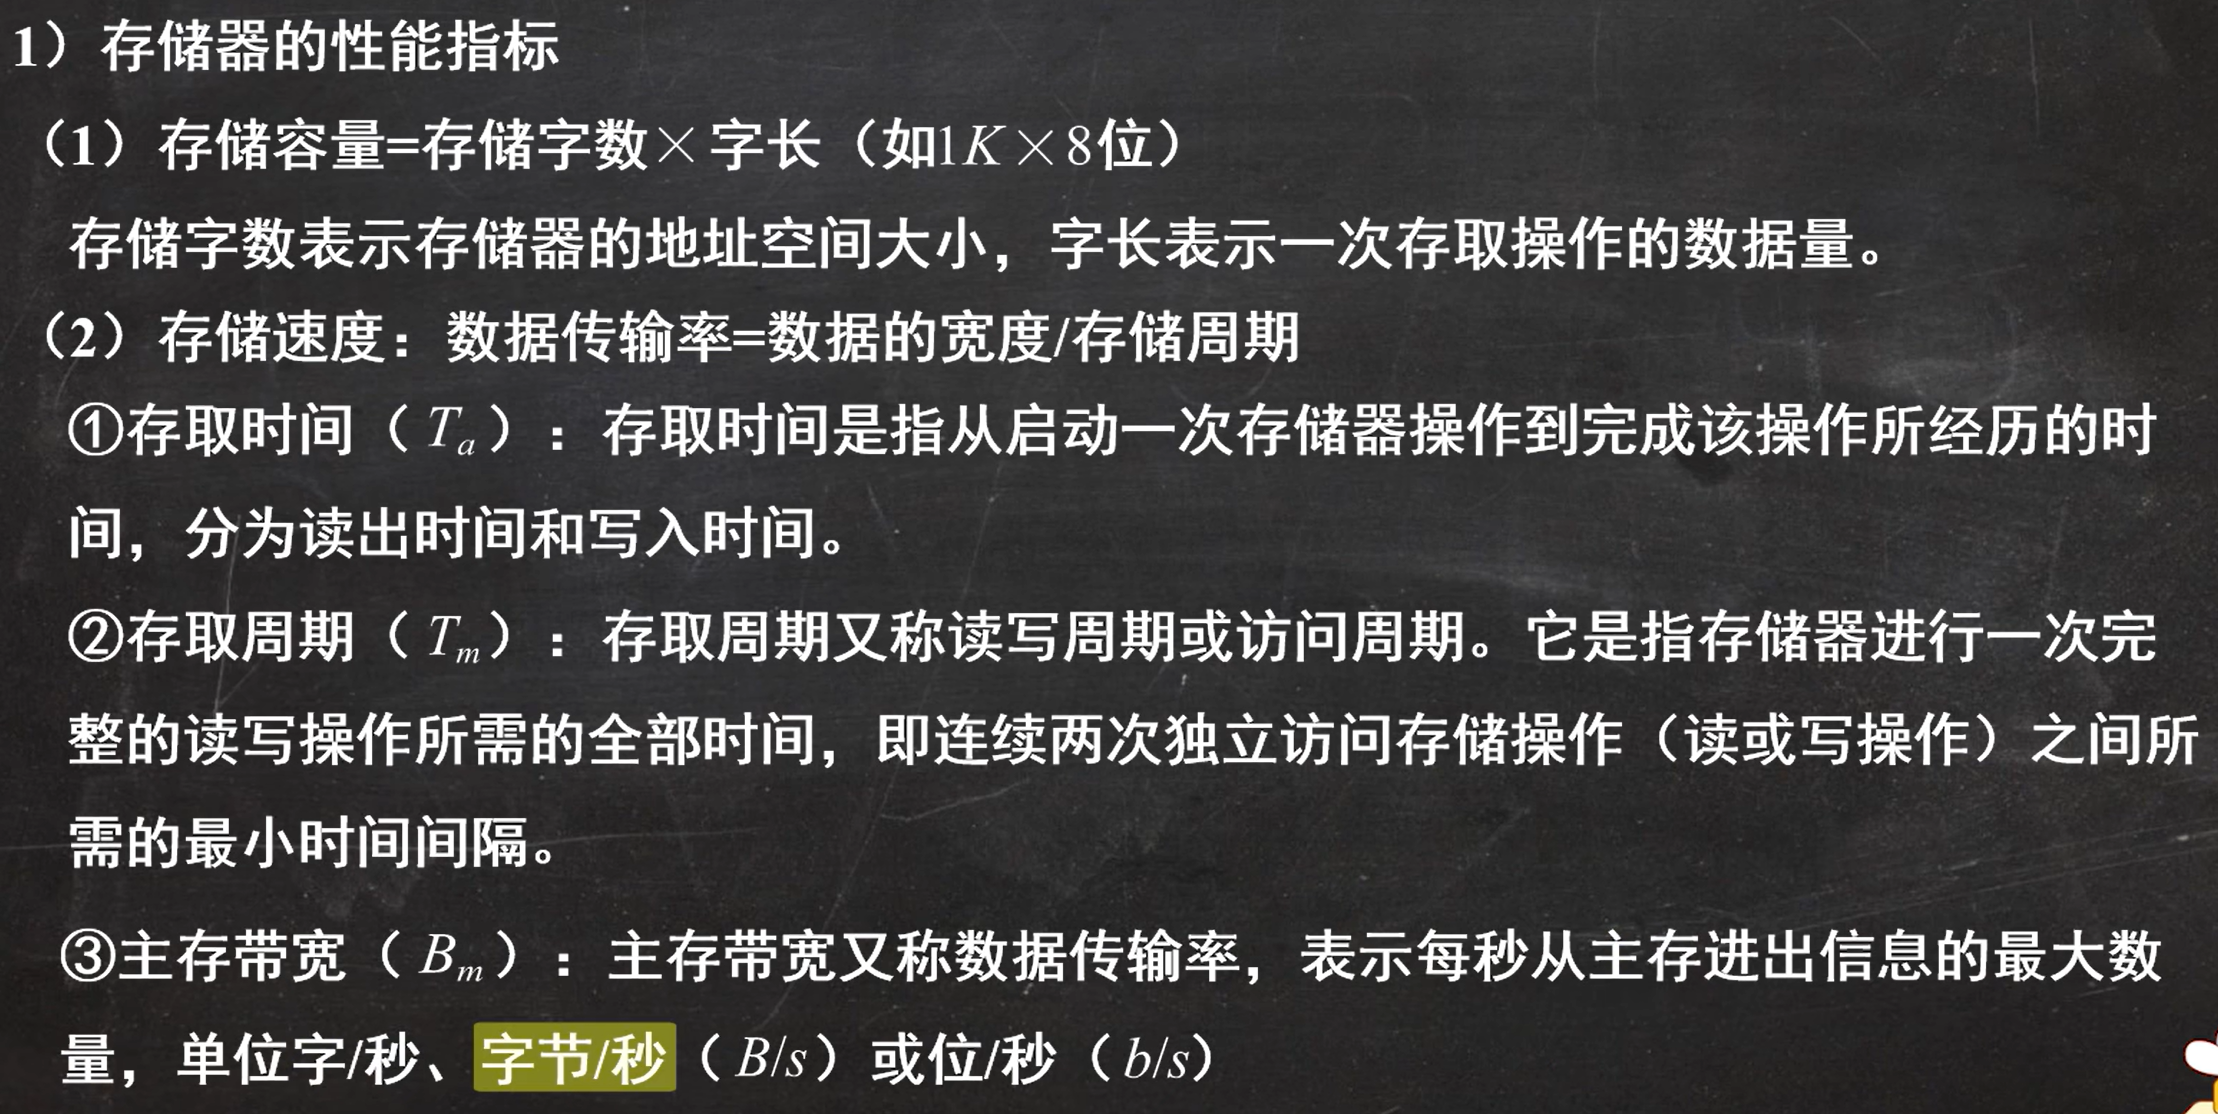 1）存储器的性能指标
（1）存储容量=存储字数×字长（如1K×8位）
存储字数表示存储器的地址空间大小，字长表示一次存取操作的数据量。
（2）存储速度：数据传输率=数据的宽度/存储周期
①存取时间（Ta）：存取时间是指从启动一次存储器操作到完成该操作所经历的时
间，分为读出时间和写入时间。
②存取周期（Tm）：存取周期又称读写周期或访问周期。它是指存储器进行一次完
整的读写操作所需的全部时间，即连续两次独立访问存储操作（读或写操作）之间所
需的最小时间间隔。
③主存带宽（Bm）：主存带宽又称数据传输率，表示每秒从主存进出信息的最大数
量，单位字/秒、字节/秒（B/s）或位/秒（b/s）